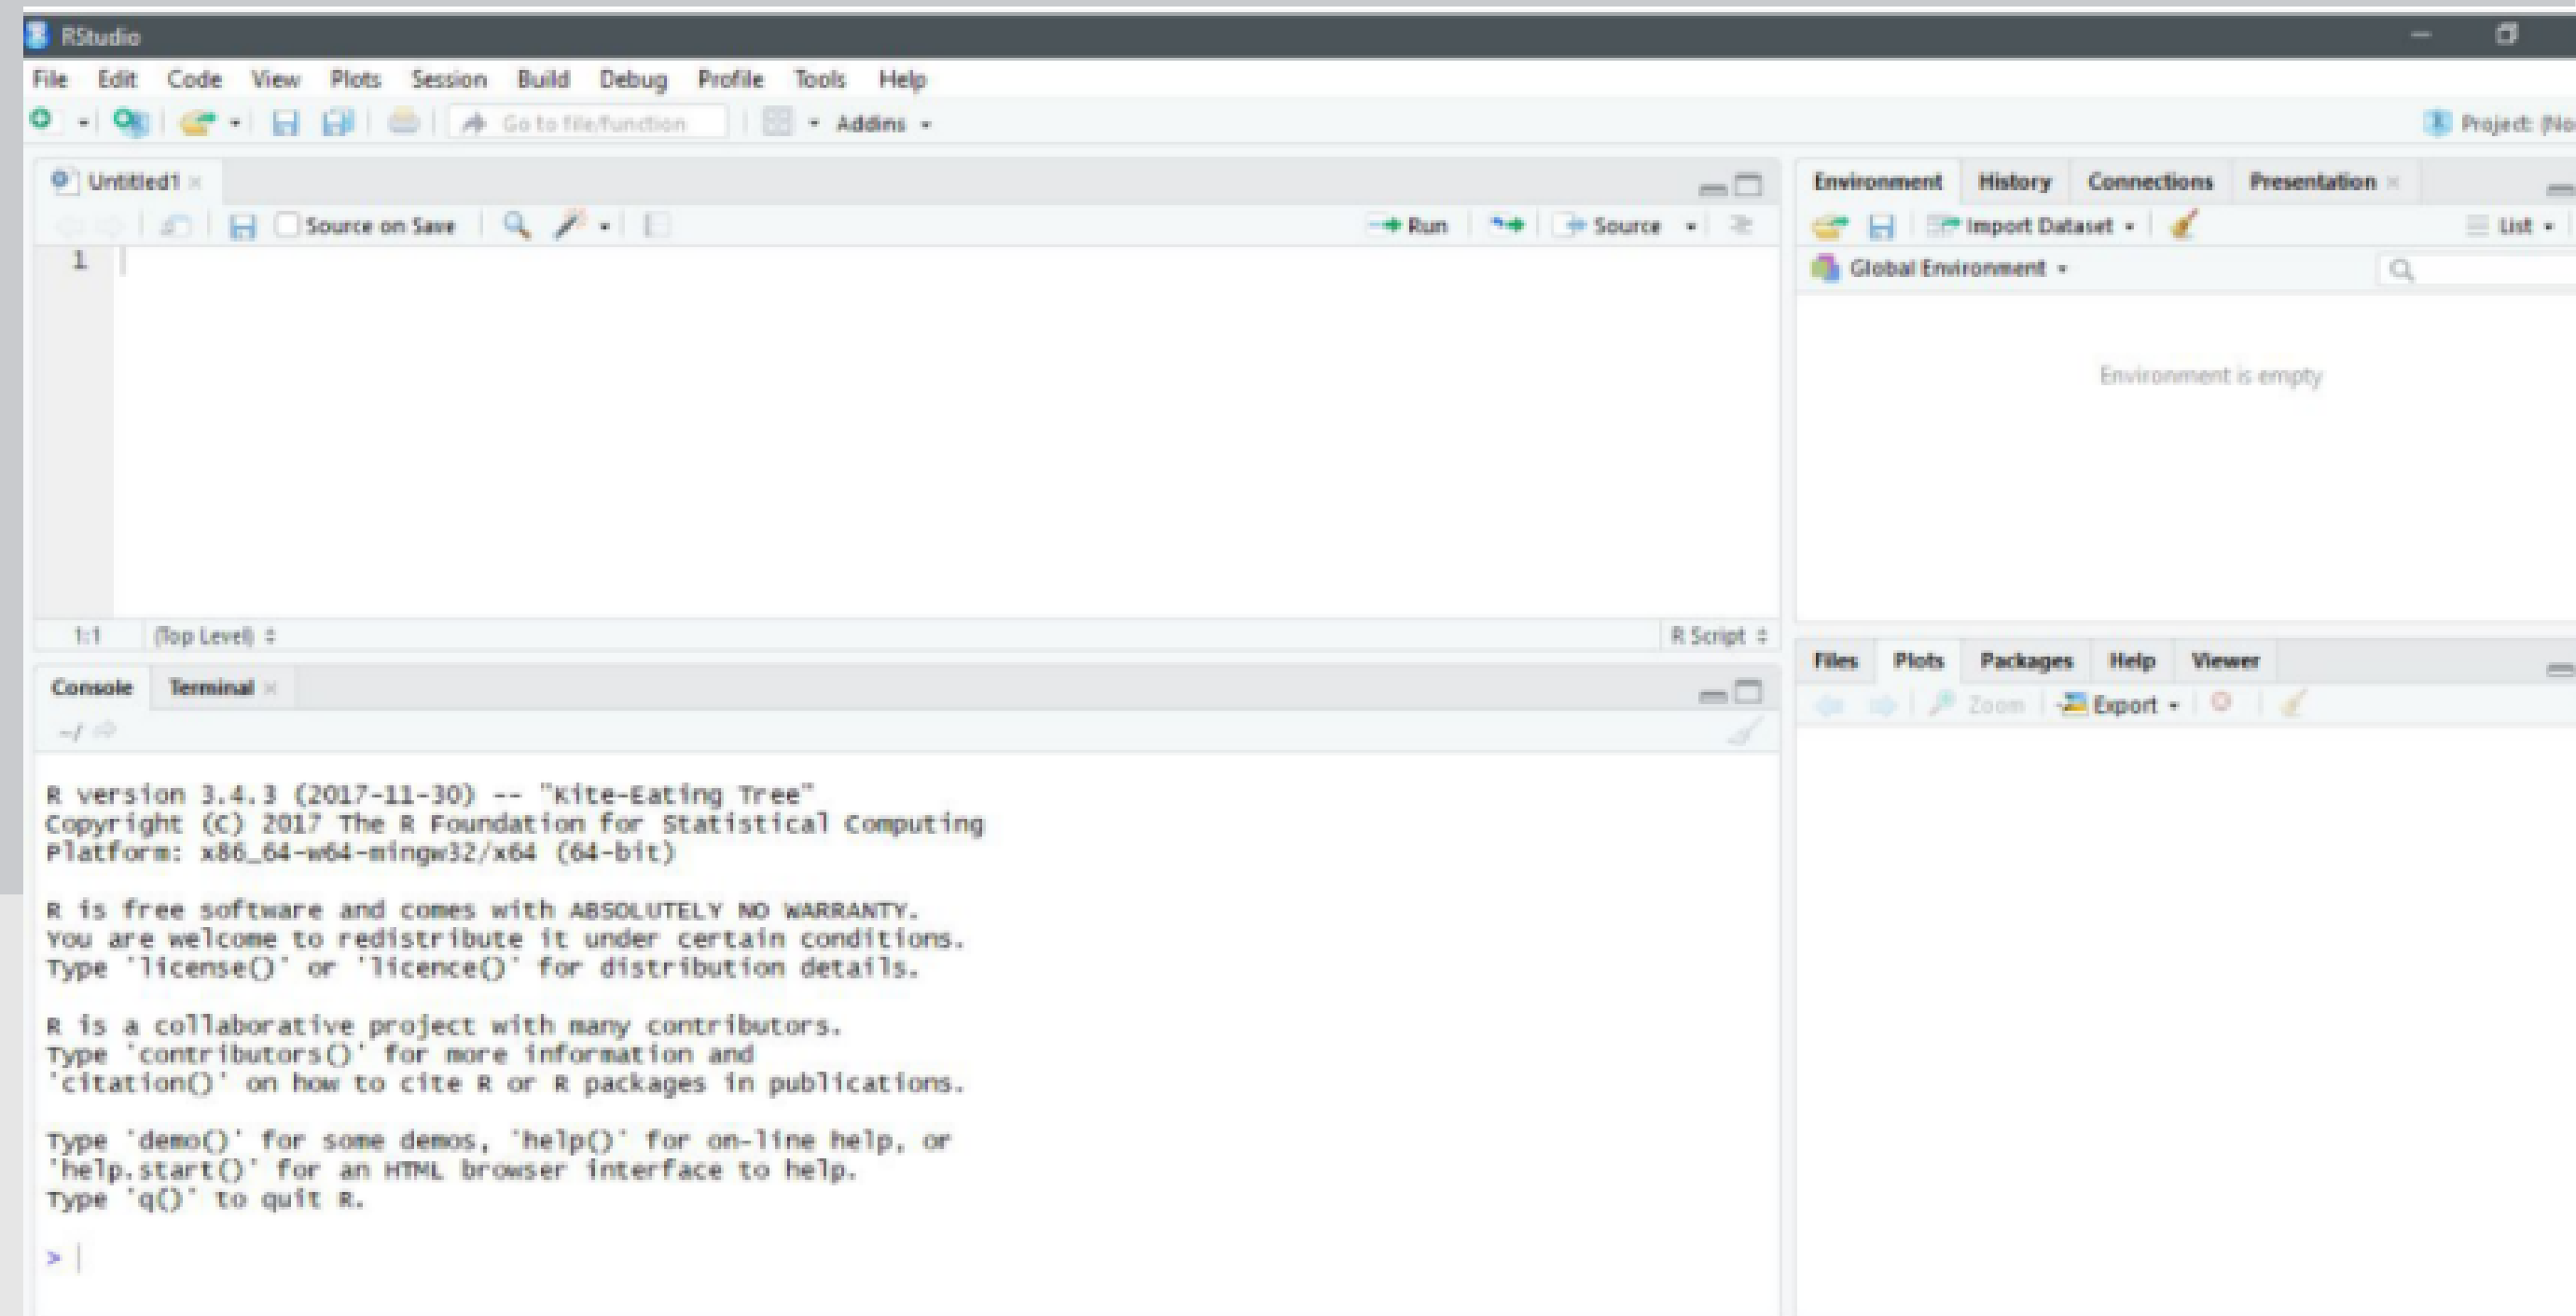 RStudio
File Edit Code View Plots Session Build Debug Profile Tools Help
Go to file/function Addins
Project:
Untitled1
Source on Save Run Source
1
1:1 (Top Level) R Script
Console Terminal
~/
R version 3.4.3 (2017-11-30) -- "Kite-Eating Tree"
Copyright (C) 2017 The R Foundation for Statistical Computing
Platform: x86_64-w64-mingw32/x64 (64-bit)
R is free software and comes with ABSOLUTELY NO WARRANTY.
You are welcome to redistribute it under certain conditions.
Type 'license()' or 'licence()' for distribution details.
R is a collaborative project with many contributors.
Type 'contributors()' for more information and
'citation()' on how to cite R or R packages in publications.
Type 'demo()' for some demos, 'help()' for on-line help, or
'help.start()' for an HTML browser interface to help.
Type 'q()' to quit R.
>
Environment History Connections Presentation
Import Dataset List
Global Environment
Environment is empty
Files Plots Packages Help Viewer
Zoom Export